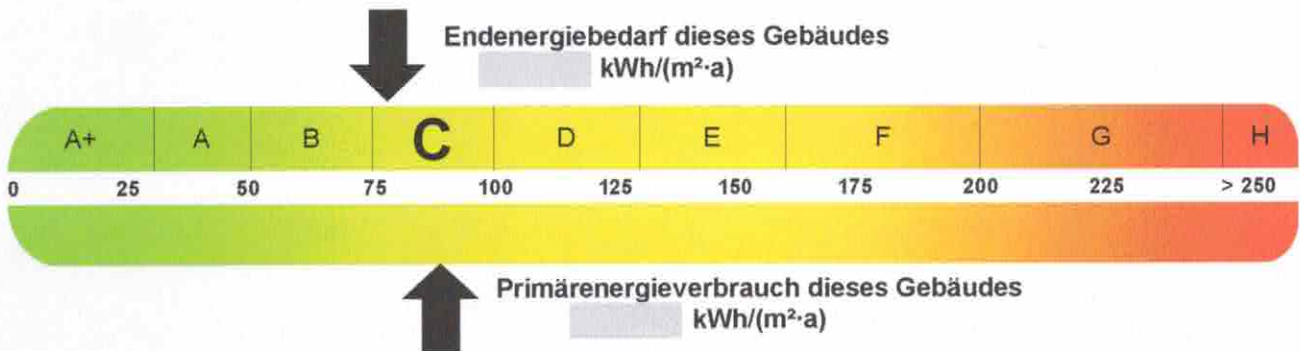 Endenergiebedarf dieses Gebäudes
kWh/(m²·a)
A+ A B C D E F G H
0 25 50 75 100 125 150 175 200 225 > 250
Primärenergieverbrauch dieses Gebäudes
kWh/(m²·a)